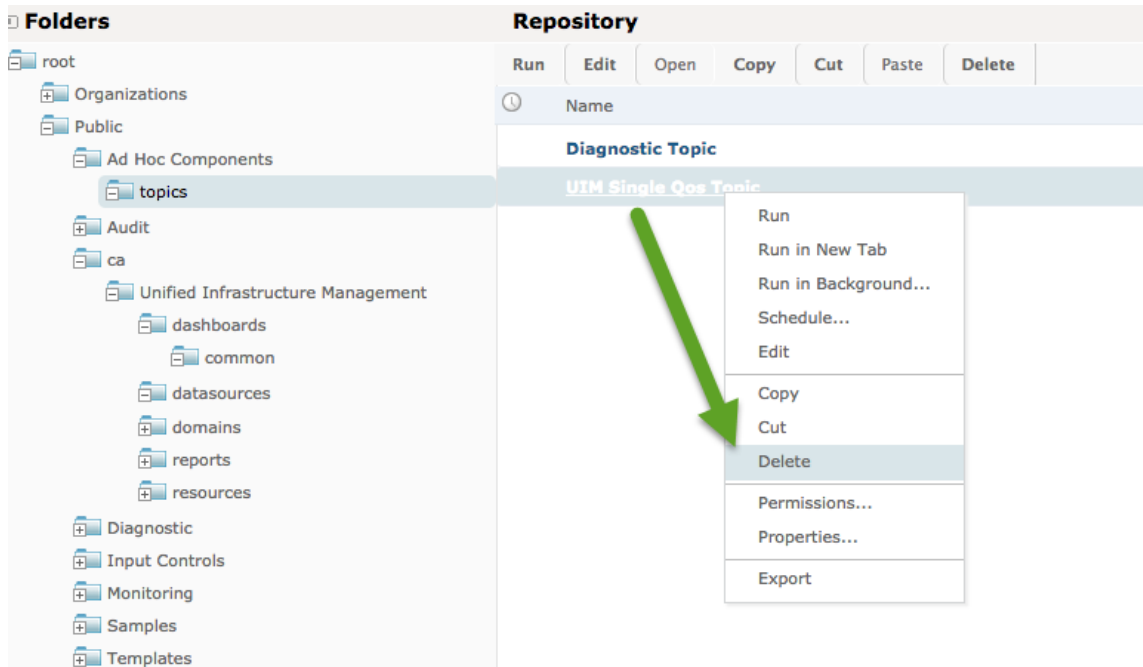 Folders
root
Organizations
Public
Ad Hoc Components
topics
Audit
ca
Unified Infrastructure Management
dashboards
common
datasources
domains
reports
resources
Diagnostic
Input Controls
Monitoring
Samples
Templates
Repository
Run Edit Open Copy Cut Paste Delete
Name
Diagnostic Topic
UIM Single Qos Topic
Run
Run in New Tab
Run in Background...
Schedule...
Edit
Copy
Cut
Delete
Permissions...
Properties...
Export